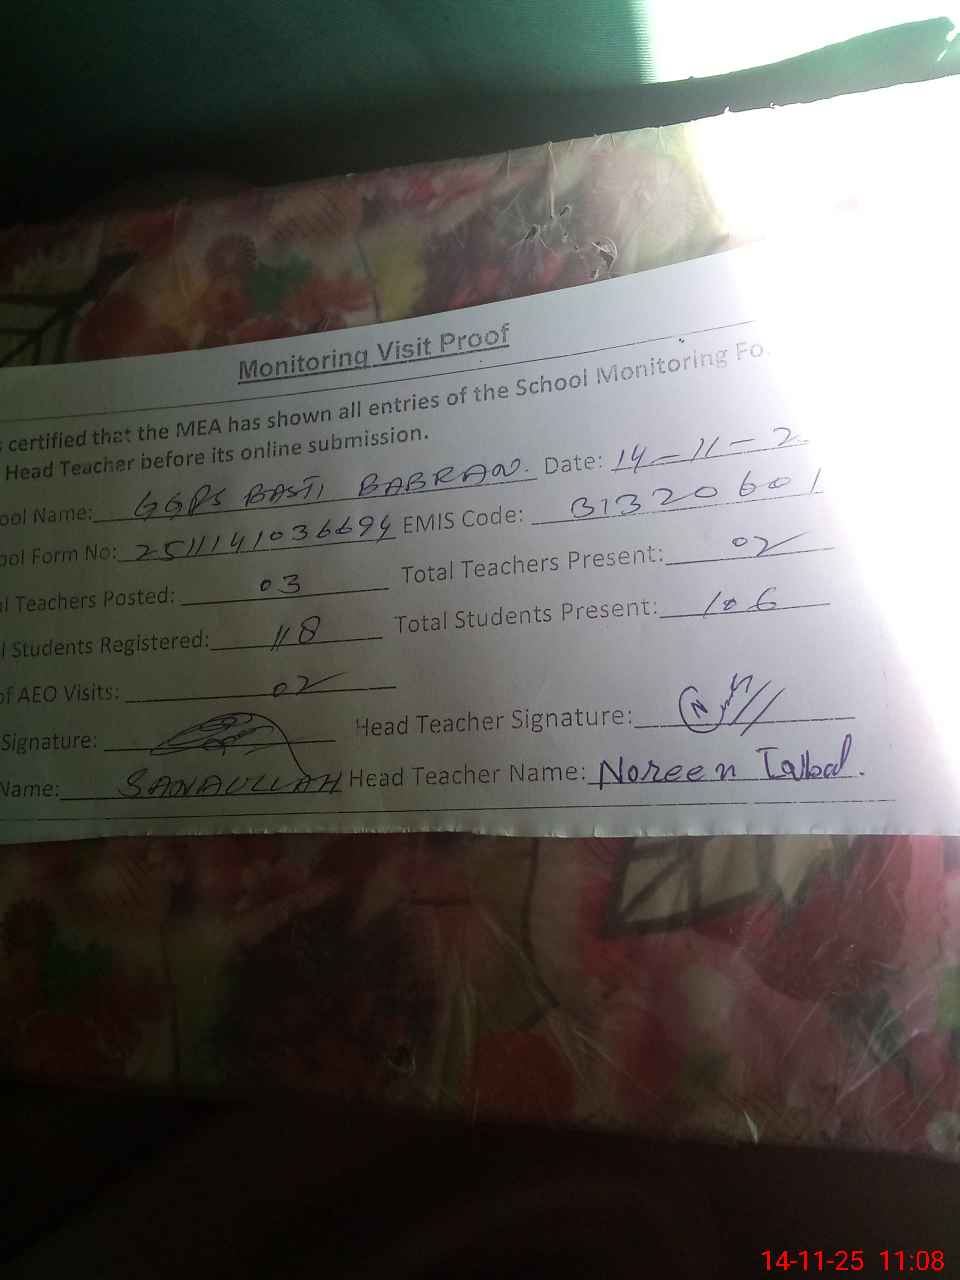 Monitoring Visit Proof
certified that the MEA has shown all entries of the School Monitoring Fo
Head Teacher before its online submission.
ool Name: GGPS BASTI BABRAN. Date: 14-11-2
ool Form No: 25111141036694 EMIS Code: 31320601
l Teachers Posted: 03 Total Teachers Present: 02
l Students Registered: 118 Total Students Present: 106
of AEO Visits: 02
Signature: Head Teacher Signature:
Name: SANAULLAH Head Teacher Name: Noreen Iqbal.
14-11-25 11:08